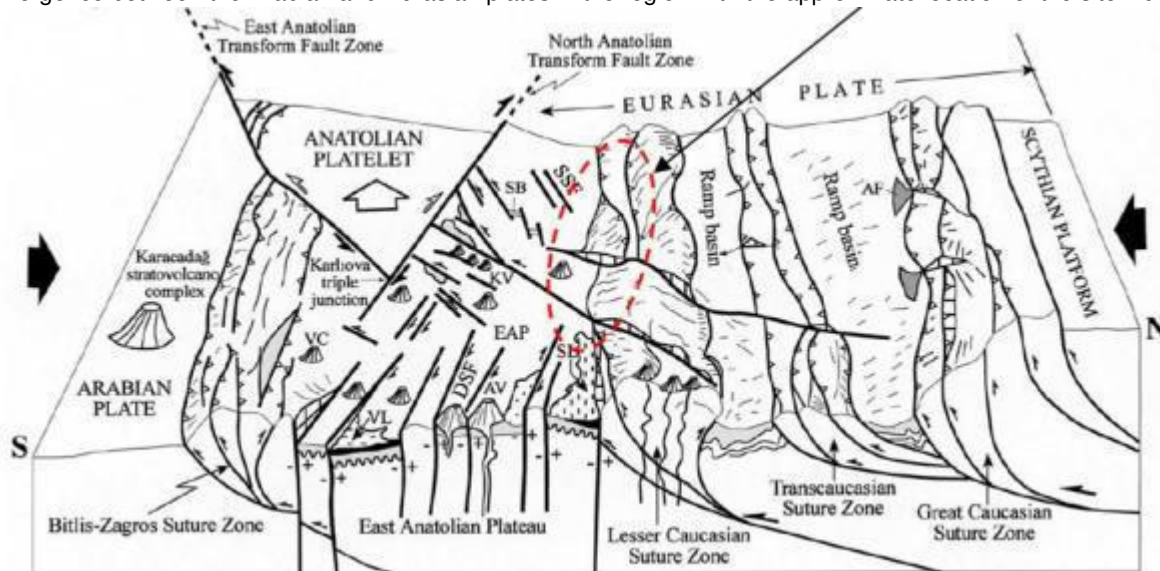 East Anatolian
Transform Fault Zone
North Anatolian
Transform Fault Zone
EURASIAN PLATE
ANATOLIAN
PLATELET
SB
SSF
Ramp basin
Ramp basin
AF
SCYTHIAN PLATFORM
Karacadağ
stratovolcano
complex
Karlıova
triple
junction
KV
EAP
VC
ARABIAN
PLATE
DSF
AV
VL
S
N
Bitlis-Zagros Suture Zone
East Anatolian Plateau
Lesser Caucasian
Suture Zone
Transcaucasian
Suture Zone
Great Caucasian
Suture Zone